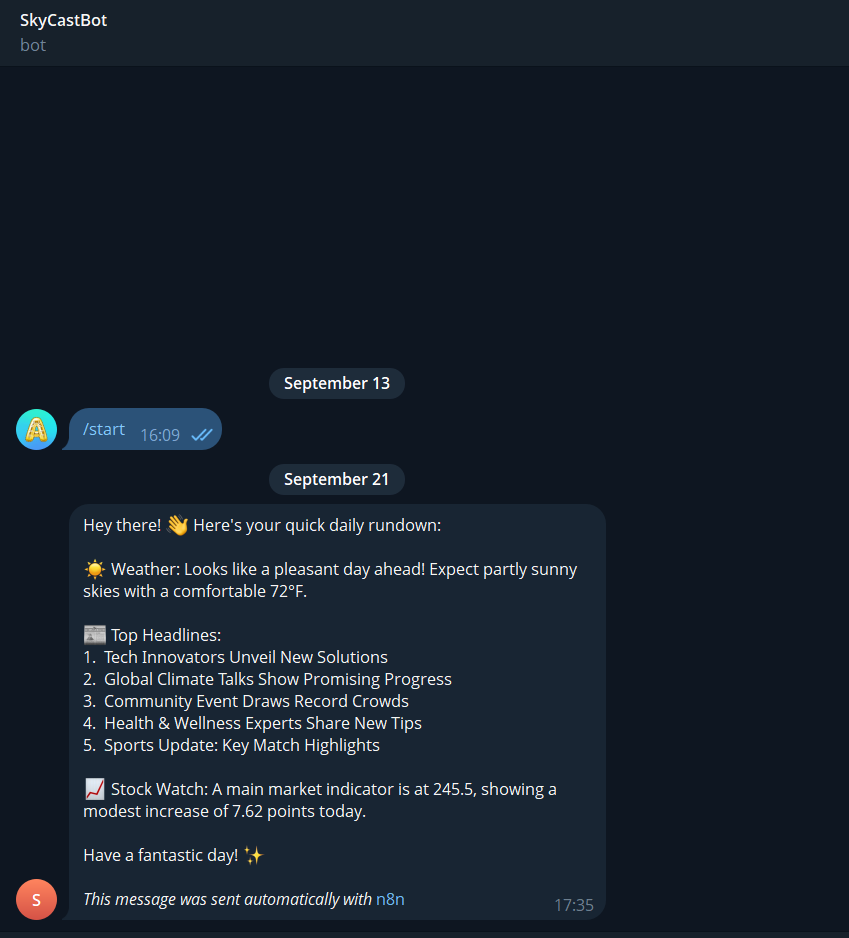 SkyCastBot
bot
September 13
/start 16:09
September 21
Hey there! 👋 Here's your quick daily rundown:
☀️ Weather: Looks like a pleasant day ahead! Expect partly sunny
skies with a comfortable 72°F.
📰 Top Headlines:
1. Tech Innovators Unveil New Solutions
2. Global Climate Talks Show Promising Progress
3. Community Event Draws Record Crowds
4. Health & Wellness Experts Share New Tips
5. Sports Update: Key Match Highlights
📈 Stock Watch: A main market indicator is at 245.5, showing a
modest increase of 7.62 points today.
Have a fantastic day! ✨
S
This message was sent automatically with n8n 17:35